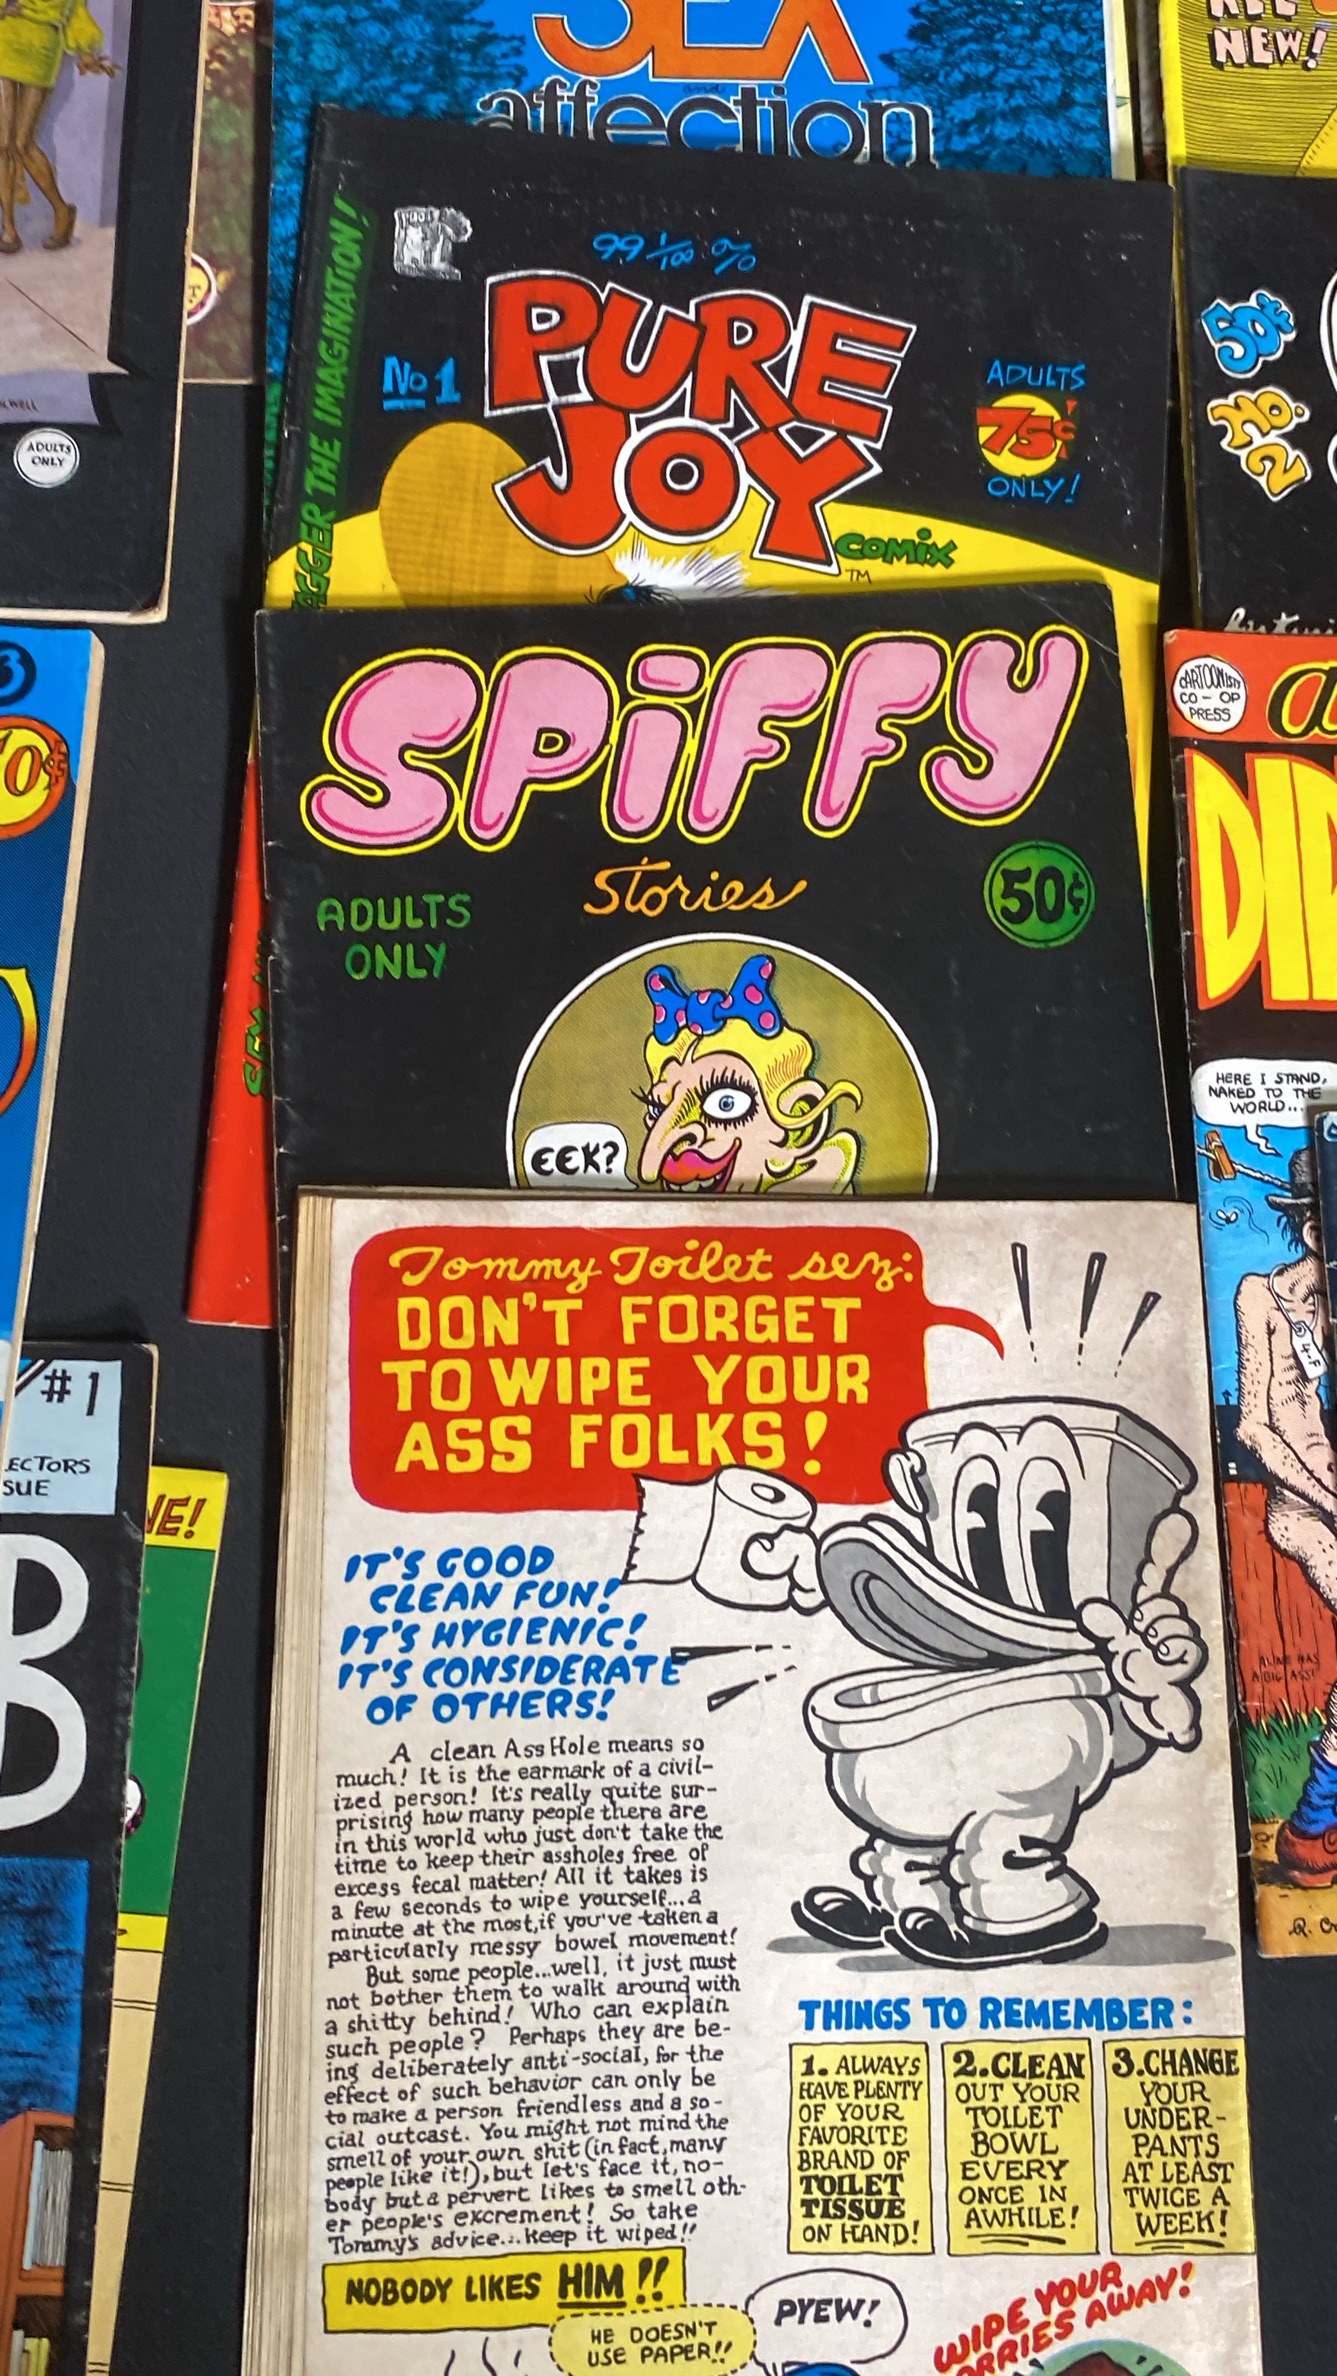 SEX
and
affection
NEW!
STAGGER THE IMAGINATION!
99 1/100 %
PURE
JOY
COMIX
TM
No 1
ADULTS
75¢
ONLY!
50¢
No.
2
ADULTS
ONLY
SPIFFY
Stories
ADULTS
ONLY
50¢
EEK?
CARTOONISTS
CO-OP
PRESS
HERE I STAND,
NAKED TO THE
WORLD...
4-F
ALINE HAS
A BIG ASS!
#1
NE!
B
Tommy Toilet sez:
DON'T FORGET
TO WIPE YOUR
ASS FOLKS!
IT'S GOOD
CLEAN FUN!
IT'S HYGIENIC!
IT'S CONSIDERATE
OF OTHERS!
A clean Ass Hole means so
much! It is the earmark of a civil-
ized person! It's really quite sur-
prising how many people there are
in this world who just don't take the
time to keep their assholes free of
excess fecal matter! All it takes is
a few seconds to wipe yourself...a
minute at the most, if you've taken a
particularly messy bowel movement!
But some people...well, it just must
not bother them to walk around with
a shitty behind! Who can explain
such people? Perhaps they are be-
ing deliberately anti-social, for the
effect of such behavior can only be
to make a person friendless and a so-
cial outcast. You might not mind the
smell of your own shit (in fact, many
people like it!), but let's face it, no-
body but a pervert likes to smell oth-
er people's excrement! So take
Tommy's advice... keep it wiped!!
THINGS TO REMEMBER:
1. ALWAYS
HAVE PLENTY
OF YOUR
FAVORITE
BRAND OF
TOILET
TISSUE
ON HAND!
2. CLEAN
OUT YOUR
TOILET
BOWL
EVERY
ONCE IN
AWHILE!
3. CHANGE
YOUR
UNDER-
PANTS
AT LEAST
TWICE A
WEEK!
NOBODY LIKES HIM!!
HE DOESN'T
USE PAPER!!
PYEW!
WIPE YOUR
ORRIES AWAY!